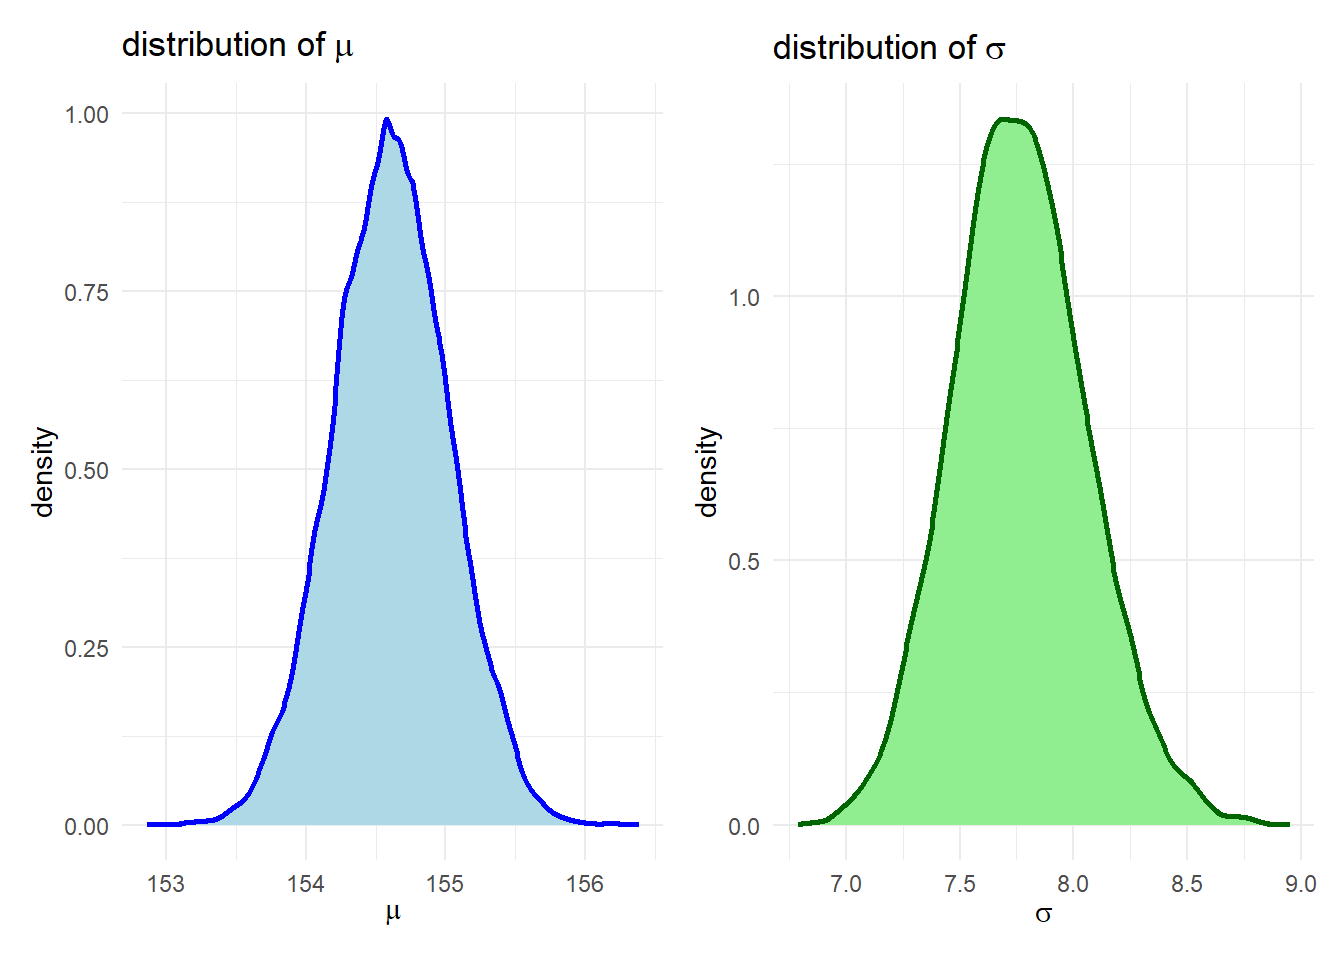 distribution of μ
1.00
0.75
0.50
0.25
0.00
density
153 154 155 156
μ
distribution of σ
1.0
0.5
0.0
density
7.0 7.5 8.0 8.5 9.0
σ